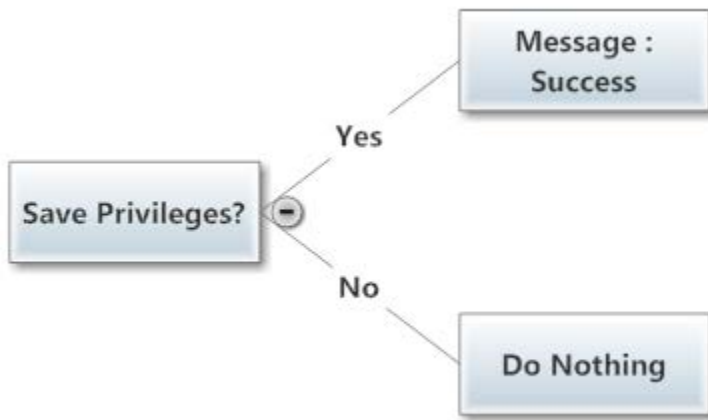 Message :
Success
Yes
Save Privileges?
No
Do Nothing